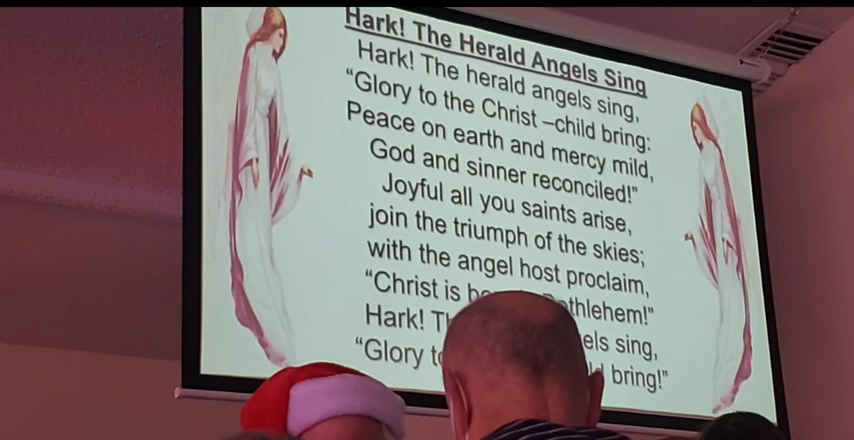 Hark! The Herald Angels Sing
Hark! The herald angels sing,
“Glory to the Christ –child bring:
Peace on earth and mercy mild,
God and sinner reconciled!”
Joyful all you saints arise,
join the triumph of the skies;
with the angel host proclaim,
“Christ is thlehem!”
Hark! els sing,
“Glory bring!”